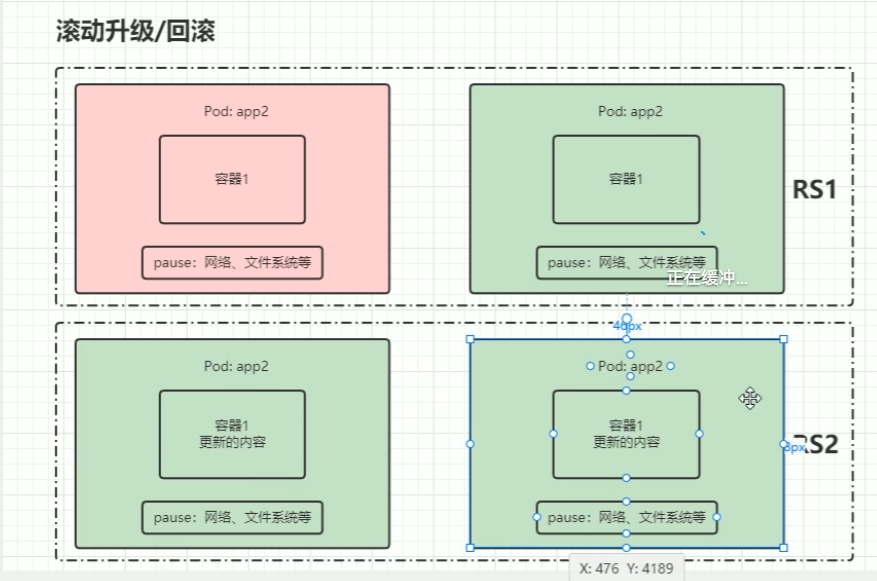 滚动升级/回滚
Pod: app2
Pod: app2
容器1
容器1
RS1
pause：网络、文件系统等
pause：网络、文件系统等
正在缓冲...
Pod: app2
Pod: app2
容器1
更新的内容
容器1
更新的内容
RS2
pause：网络、文件系统等
pause：网络、文件系统等
X: 476 Y: 4189